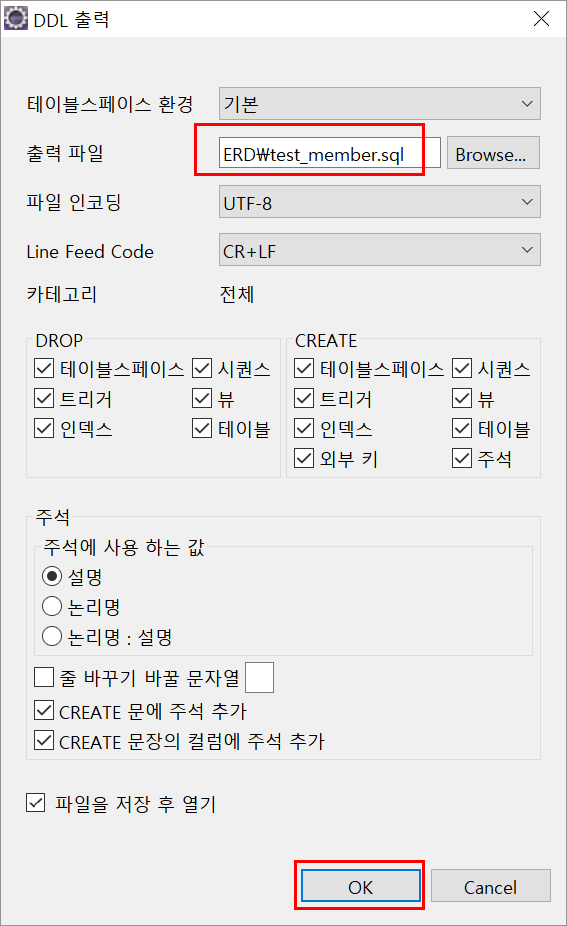 DDL 출력
테이블스페이스 환경 기본
출력 파일 ERD₩test_member.sql Browse...
파일 인코딩 UTF-8
Line Feed Code CR+LF
카테고리 전체
DROP
테이블스페이스 시퀀스
트리거 뷰
인덱스 테이블
CREATE
테이블스페이스 시퀀스
트리거 뷰
인덱스 테이블
외부 키 주석
주석
주석에 사용 하는 값
설명
논리명
논리명 : 설명
줄 바꾸기 바꿀 문자열
CREATE 문에 주석 추가
CREATE 문장의 컬럼에 주석 추가
파일을 저장 후 열기
OK Cancel